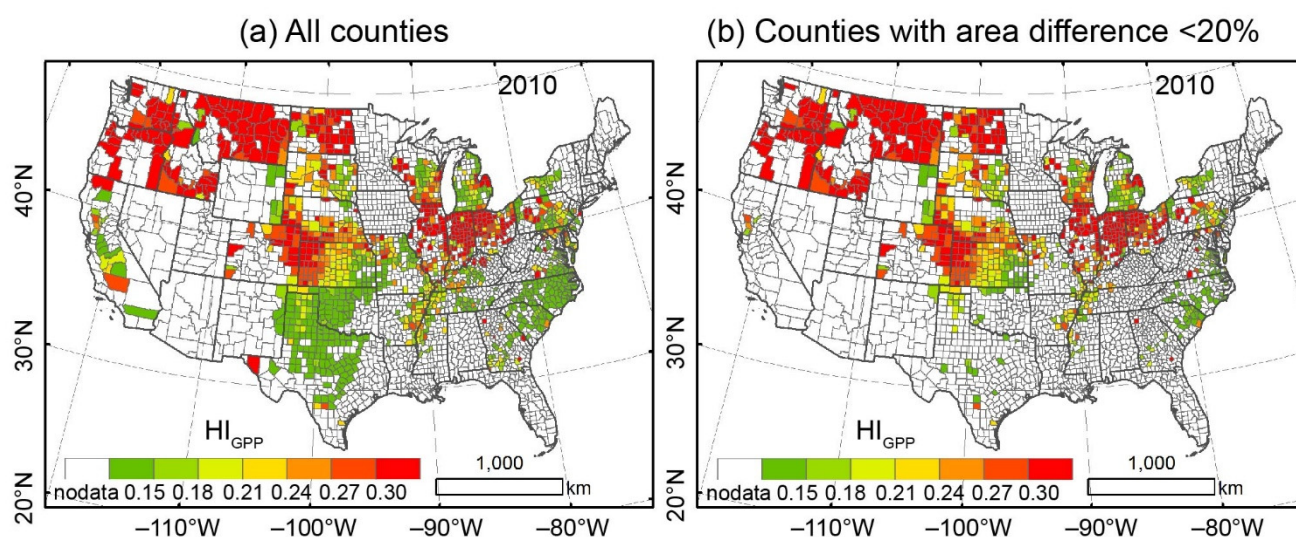 (a) All counties
(b) Counties with area difference <20%
2010
2010
40°N
30°N
20°N
40°N
30°N
20°N
HI_GPP
nodata 0.15 0.18 0.21 0.24 0.27 0.30
1,000
km
HI_GPP
nodata 0.15 0.18 0.21 0.24 0.27 0.30
1,000
km
–110°W –100°W –90°W –80°W
–110°W –100°W –90°W –80°W